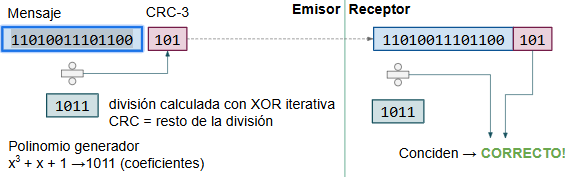 Mensaje
CRC-3
Emisor
Receptor
11010011101100
101
11010011101100
101
1011
división calculada con XOR iterativa
CRC = resto de la división
1011
Polinomio generador
x³ + x + 1 →1011 (coeficientes)
Conciden → CORRECTO!